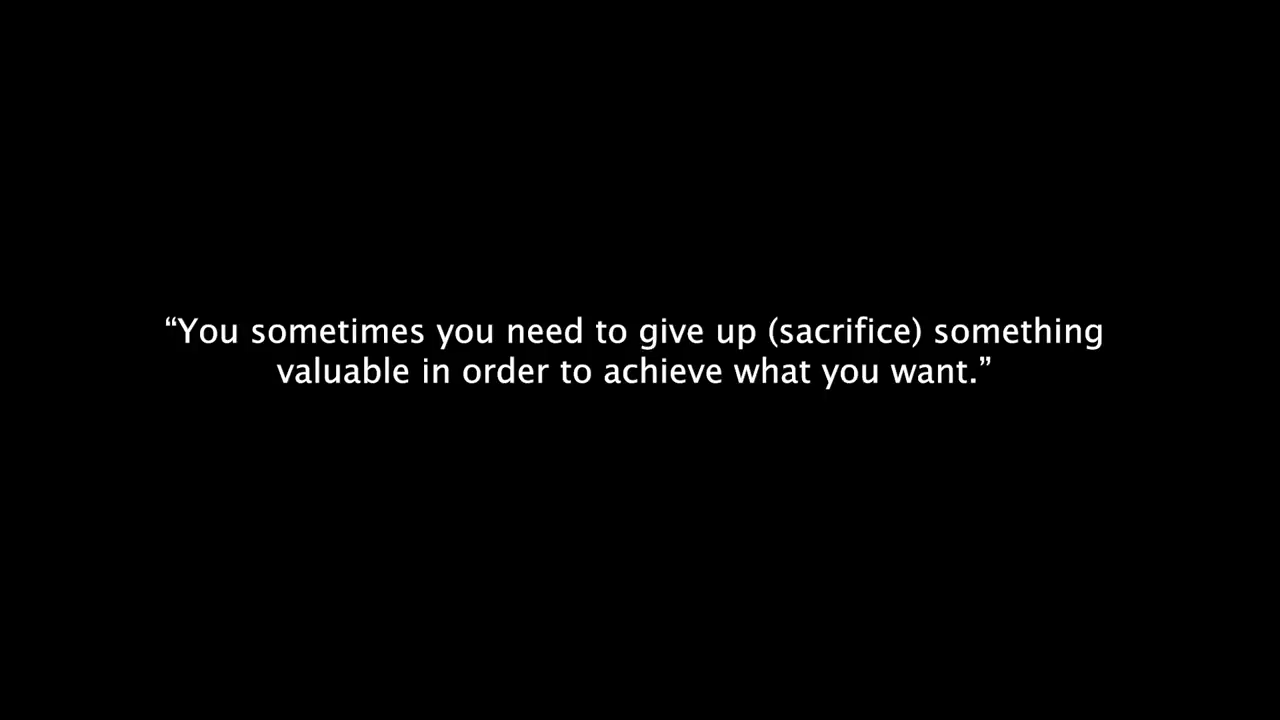 “You sometimes you need to give up (sacrifice) something
valuable in order to achieve what you want.”